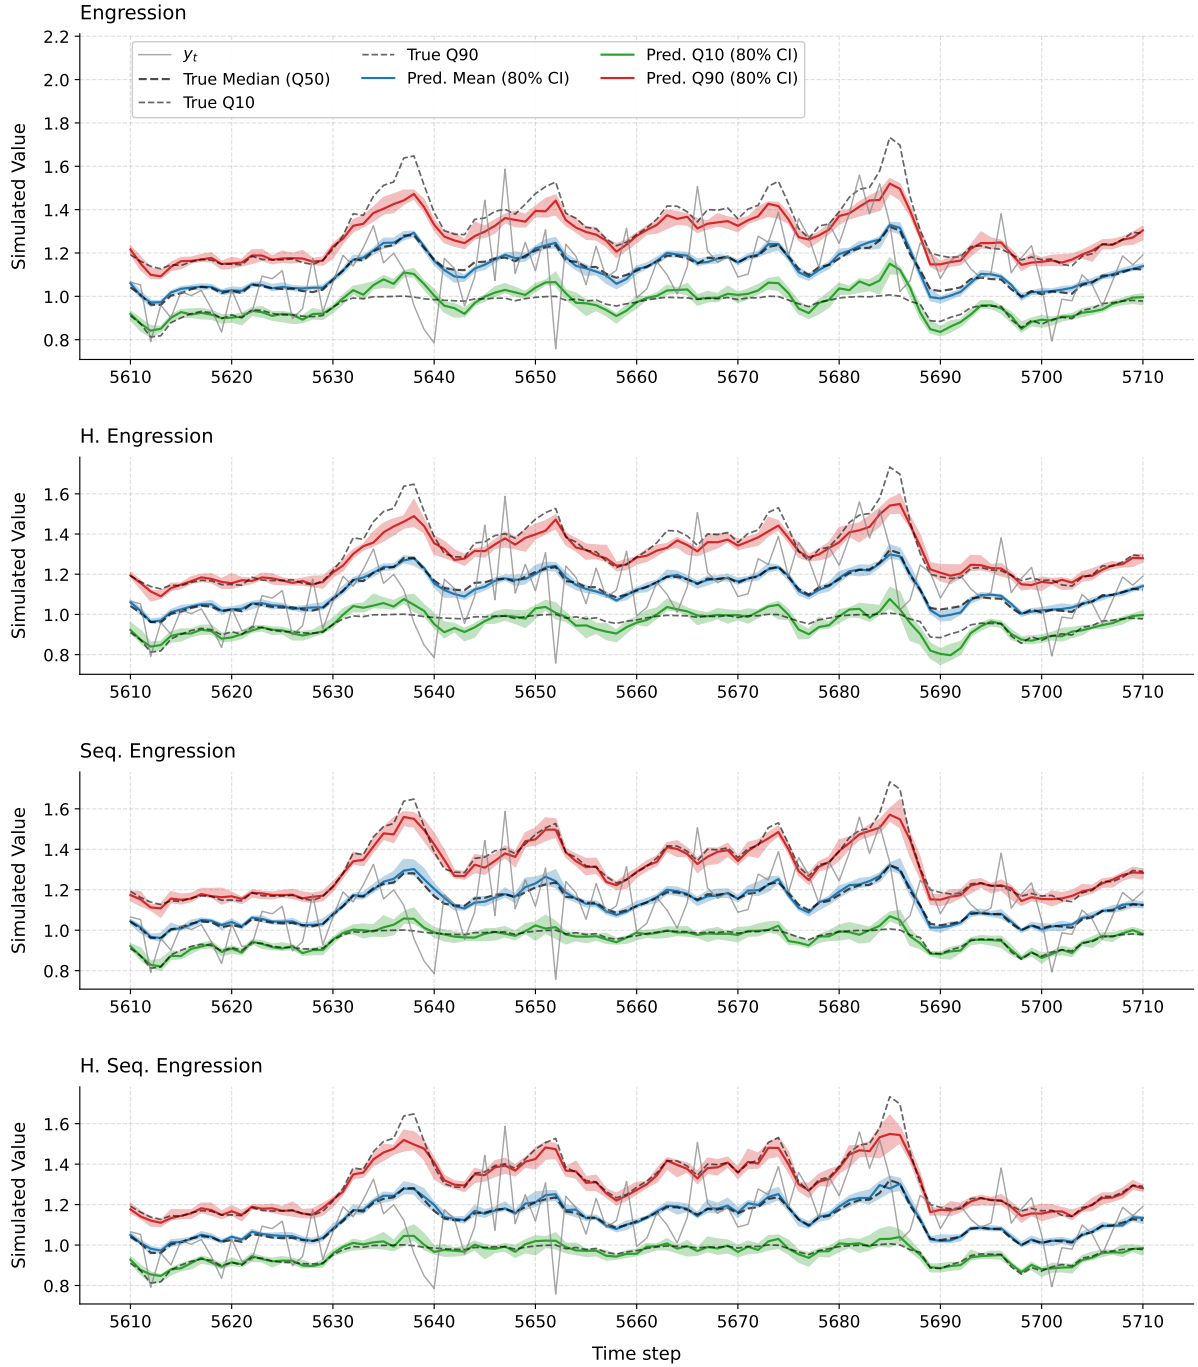 Engression
2.2
2.0
1.8
1.6
1.4
1.2
1.0
0.8
Simulated Value
y_t
True Median (Q50)
True Q10
True Q90
Pred. Mean (80% CI)
Pred. Q10 (80% CI)
Pred. Q90 (80% CI)
5610 5620 5630 5640 5650 5660 5670 5680 5690 5700 5710
H. Engression
1.6
1.4
1.2
1.0
0.8
Simulated Value
5610 5620 5630 5640 5650 5660 5670 5680 5690 5700 5710
Seq. Engression
1.6
1.4
1.2
1.0
0.8
Simulated Value
5610 5620 5630 5640 5650 5660 5670 5680 5690 5700 5710
H. Seq. Engression
1.6
1.4
1.2
1.0
0.8
Simulated Value
5610 5620 5630 5640 5650 5660 5670 5680 5690 5700 5710
Time step